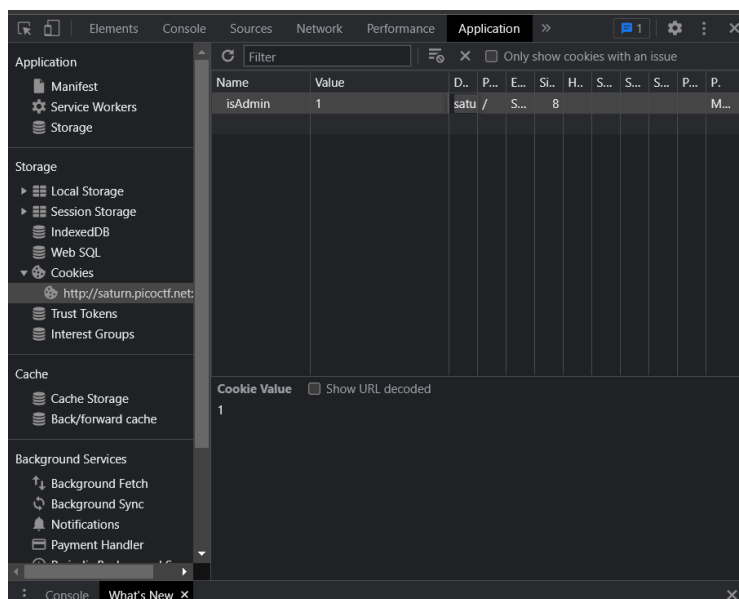 Elements Console Sources Network Performance Application » 1
Application
Manifest
Service Workers
Storage
Storage
Local Storage
Session Storage
IndexedDB
Web SQL
Cookies
http://saturn.picoctf.net:
Trust Tokens
Interest Groups
Cache
Cache Storage
Back/forward cache
Background Services
Background Fetch
Background Sync
Notifications
Payment Handler
Filter Only show cookies with an issue
Name Value D.. P... E... Si.. H.. S... S... S... P... P.
isAdmin 1 satu / S... 8 M...
Cookie Value Show URL decoded
1
Console What's New